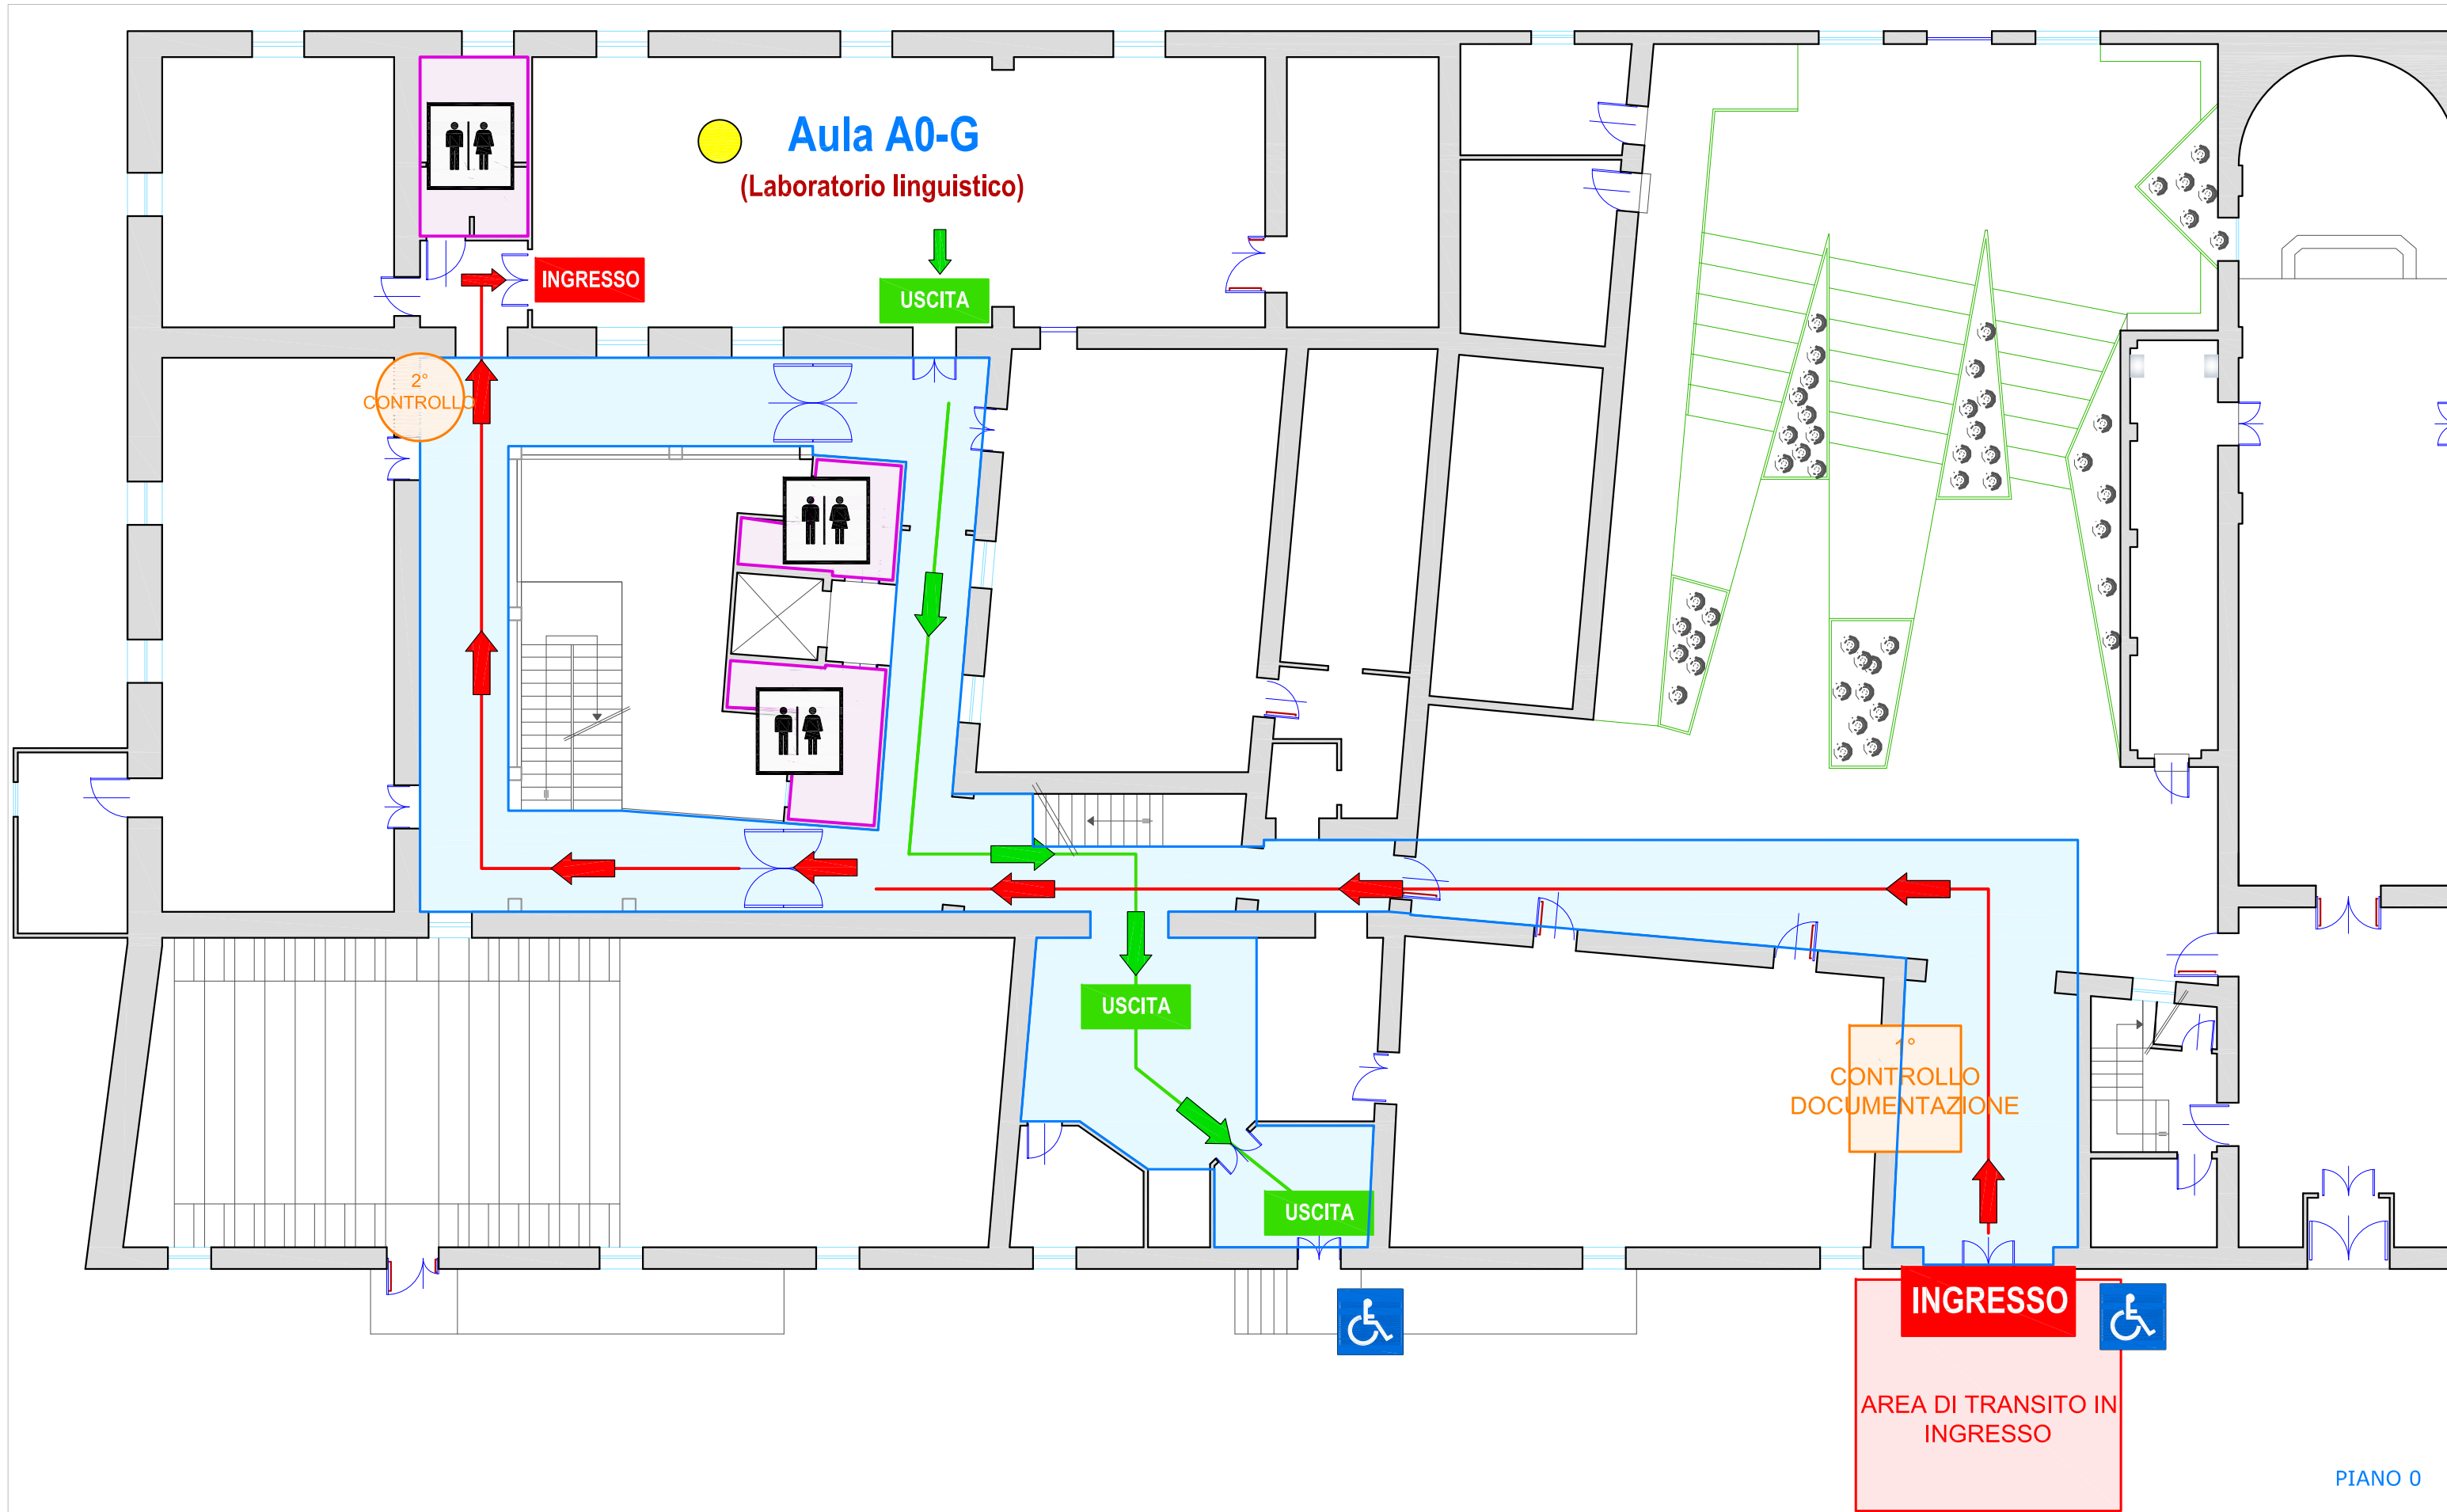 Aula A0-G
(Laboratorio linguistico)
INGRESSO
USCITA
2°
CONTROLLO
USCITA
1°
CONTROLLO
DOCUMENTAZIONE
USCITA
INGRESSO
AREA DI TRANSITO IN
INGRESSO
PIANO 0